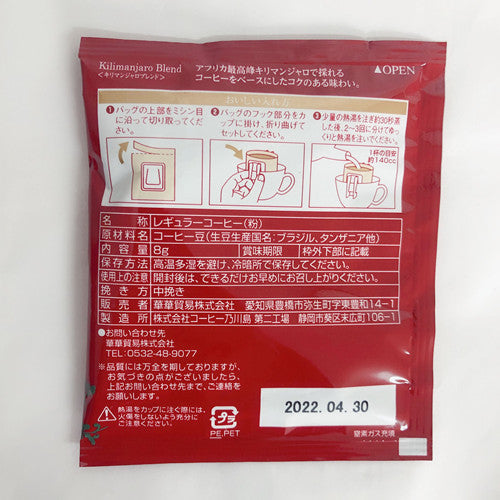 Kilimanjaro Blend
<キリマンジャロブレンド>
アフリカ最高峰キリマンジャロで採れる
コーヒーをベースにしたコクのある味わい。
▲OPEN
おいしい入れ方
1 バッグの上部をミシン目
に沿って切り取ってくだ
さい。
2 バッグのフック部分をカ
ップに掛け、折り曲げて
セットしてください。
3 少量の熱湯を注ぎ約30秒蒸
した後、2〜3回に分けてゆっ
くりと熱湯を注いでください。
1杯の目安
約140cc
名称 レギュラーコーヒー(粉)
原材料名 コーヒー豆(生豆生産国名:ブラジル、タンザニア他)
内容量 8g 賞味期限 枠外下部に記載
保存方法 高温多湿を避け、冷暗所で保存してください。
使用上の注意 開封後は、できるだけお早めにお召し上がりください。
挽き方 中挽き
販売者 華華貿易株式会社 愛知県豊橋市弥生町字東豊和14-1
製造所 株式会社コーヒー乃川島 第二工場 静岡市葵区末広町106-1
●お問い合わせ先
華華貿易株式会社
TEL.0532-48-9077
※品質には万全を期しておりますが、
お気づきの点がございましたら、
上記お問い合わせ先まで、ご連絡を
お願いします。
熱湯をカップに注ぐ際には、
火傷をしないよう充分に
ご注意ください。
プラ
PE,PET
2022.04.30
窒素ガス充填